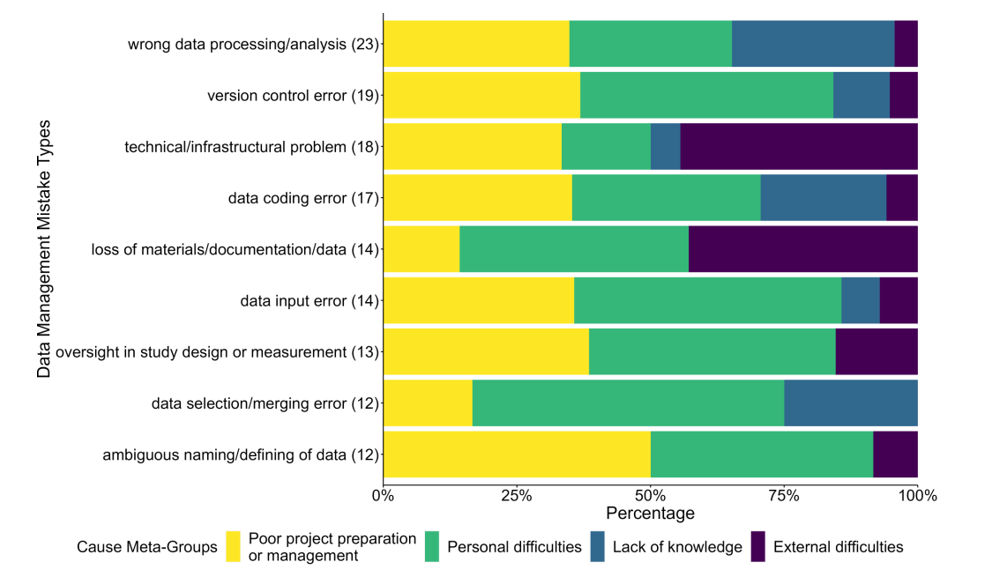 Data Management Mistake Types
wrong data processing/analysis (23)
version control error (19)
technical/infrastructural problem (18)
data coding error (17)
loss of materials/documentation/data (14)
data input error (14)
oversight in study design or measurement (13)
data selection/merging error (12)
ambiguous naming/defining of data (12)
0% 25% 50% 75% 100%
Percentage
Cause Meta-Groups
Poor project preparation
or management
Personal difficulties
Lack of knowledge
External difficulties